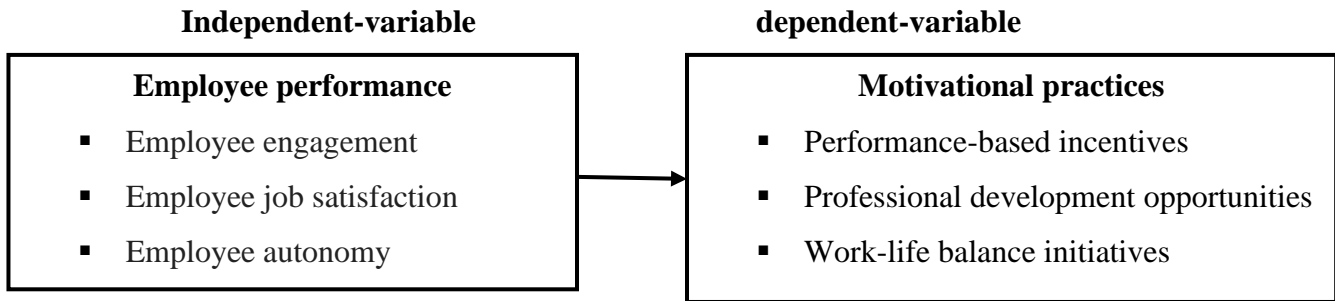 Independent-variable
dependent-variable
Employee performance
▪ Employee engagement
▪ Employee job satisfaction
▪ Employee autonomy
Motivational practices
▪ Performance-based incentives
▪ Professional development opportunities
▪ Work-life balance initiatives